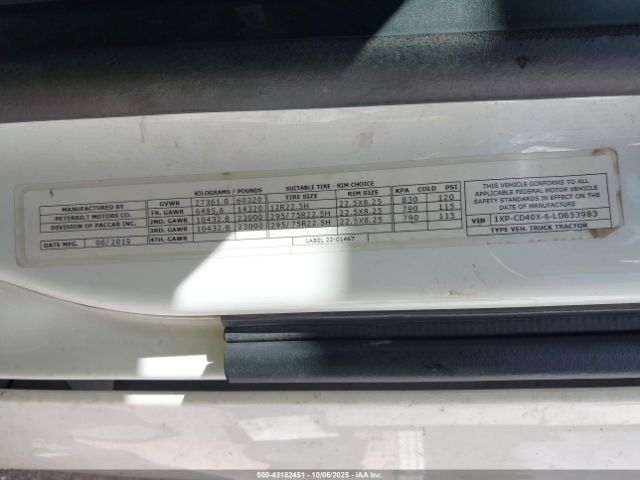 MANUFACTURED BY
PETERBILT MOTORS CO.
DIVISION OF PACCAR INC.
DATE MFG. 06/2019
KILOGRAMS / POUNDS
GVWR 27361.0 60320
FR. GAWR 6495.6 14320
2ND. GAWR 10432.8 23000
3RD. GAWR 10432.8 23000
4TH. GAWR
SUITABLE TIRE - RIM CHOICE
TIRE SIZE RIM SIZE KPA COLD PSI
12R22.5H 22.5X8.25 830 120
295/75R22.5H 22.5X8.25 790 115
295/75R22.5H 22.5X8.25 790 115
LABEL 22-01467
THIS VEHICLE CONFORMS TO ALL
APPLICABLE FEDERAL MOTOR VEHICLE
SAFETY STANDARDS IN EFFECT ON THE
DATE OF MANUFACTURE
VIN 1XP-CD40X-6-LD653983
TYPE VEH. TRUCK TRACTOR
000-43182451 - 10/06/2025 - IAAI.COM